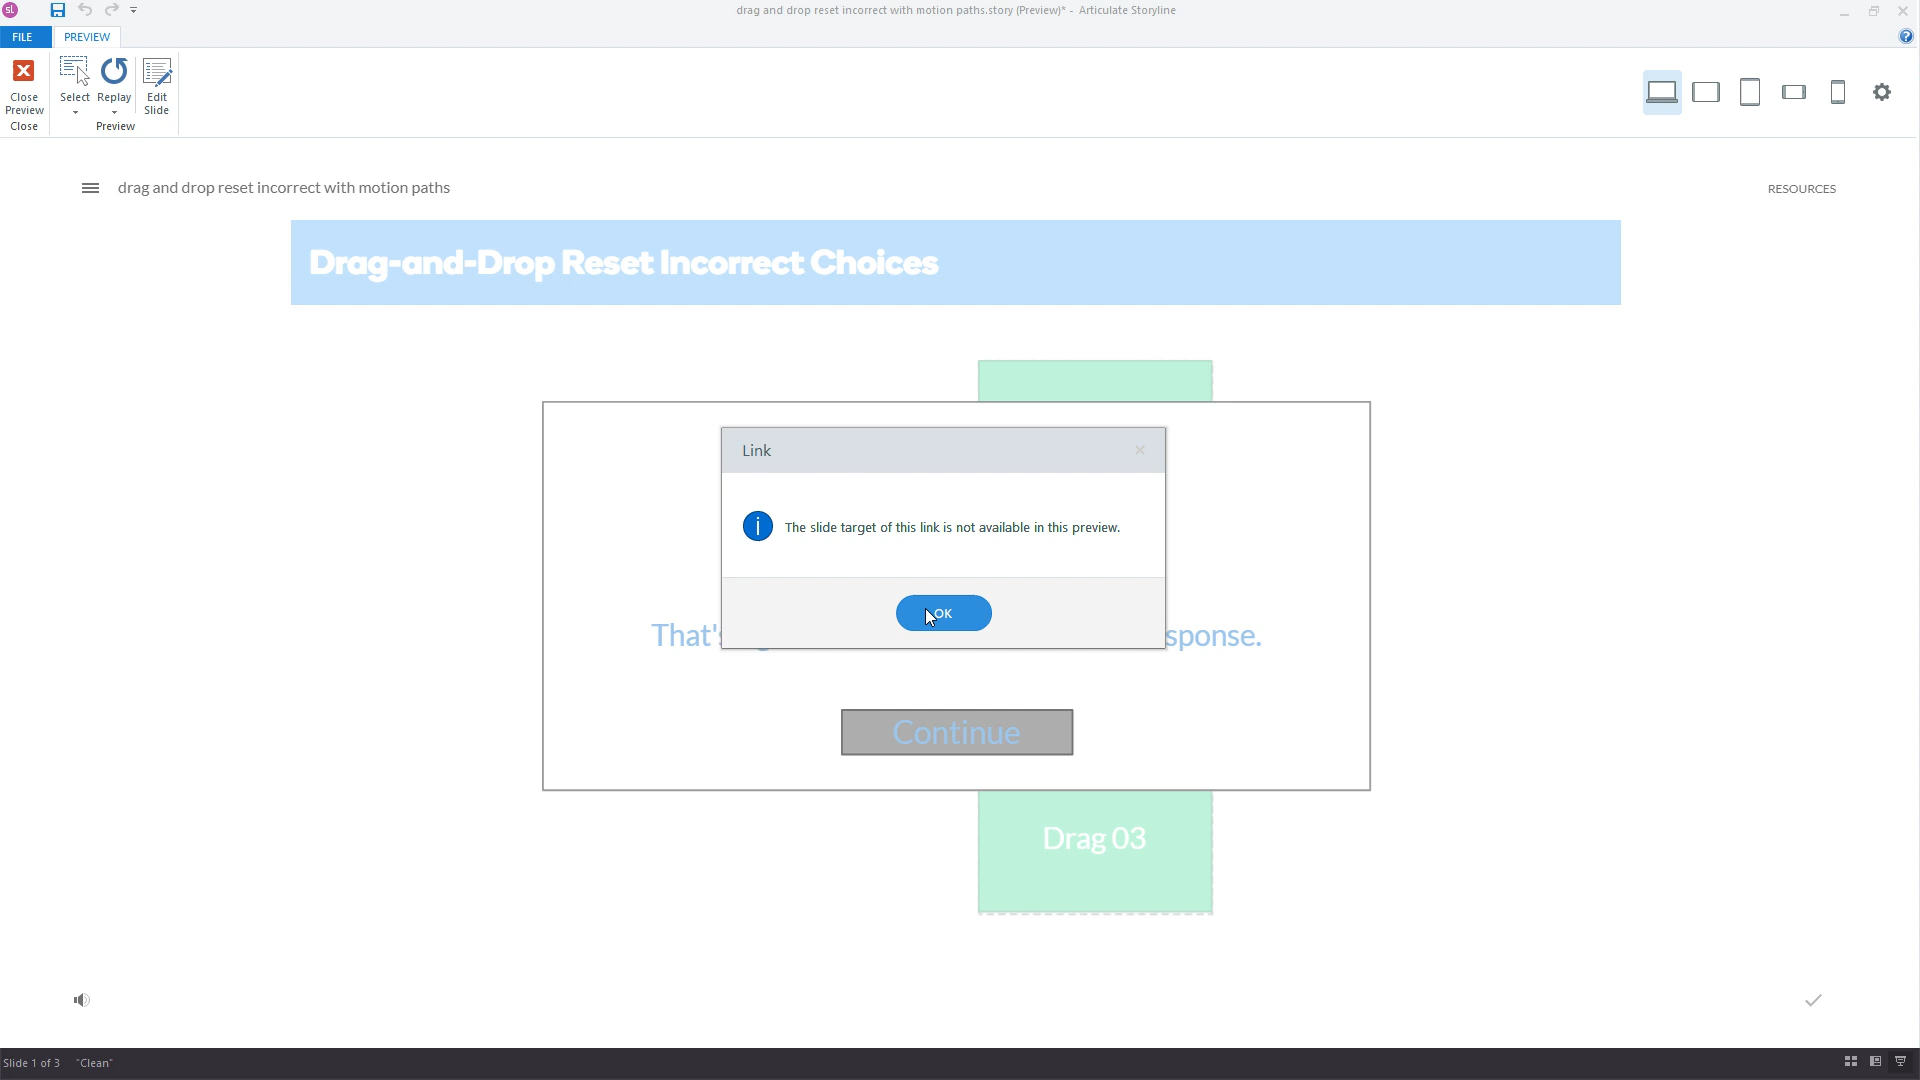 sl
drag and drop reset incorrect with motion paths.story (Preview)* - Articulate Storyline
FILE
PREVIEW
?
Close
Preview
Select
Replay
Edit
Slide
Close
Preview
drag and drop reset incorrect with motion paths
RESOURCES
Drag-and-Drop Reset Incorrect Choices
Link
The slide target of this link is not available in this preview.
OK
That's sponse.
Continue
Drag 03
Slide 1 of 3 "Clean"